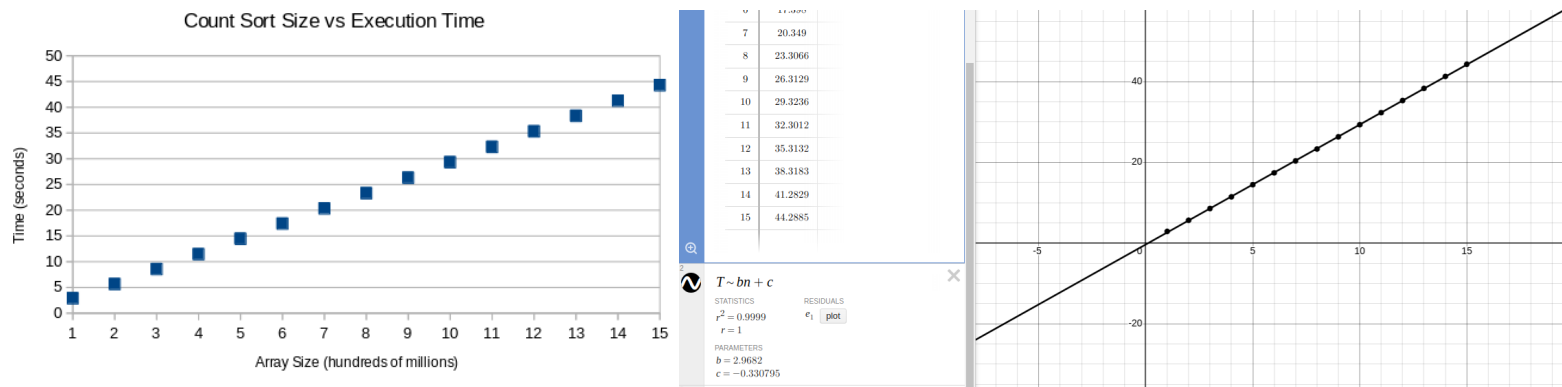 Count Sort Size vs Execution Time
50
45
40
35
30
25
20
15
10
5
0
1 2 3 4 5 6 7 8 9 10 11 12 13 14 15
Time (seconds)
Array Size (hundreds of millions)
7 20.349
8 23.3066
9 26.3129
10 29.3236
11 32.3012
12 35.3132
13 38.3183
14 41.2829
15 44.2885
2
T ~ bn + c
STATISTICS
r² = 0.9999
r = 1
RESIDUALS
e₁ plot
PARAMETERS
b = 2.9682
c = −0.330795
40
20
-5 0 5 10 15
-20